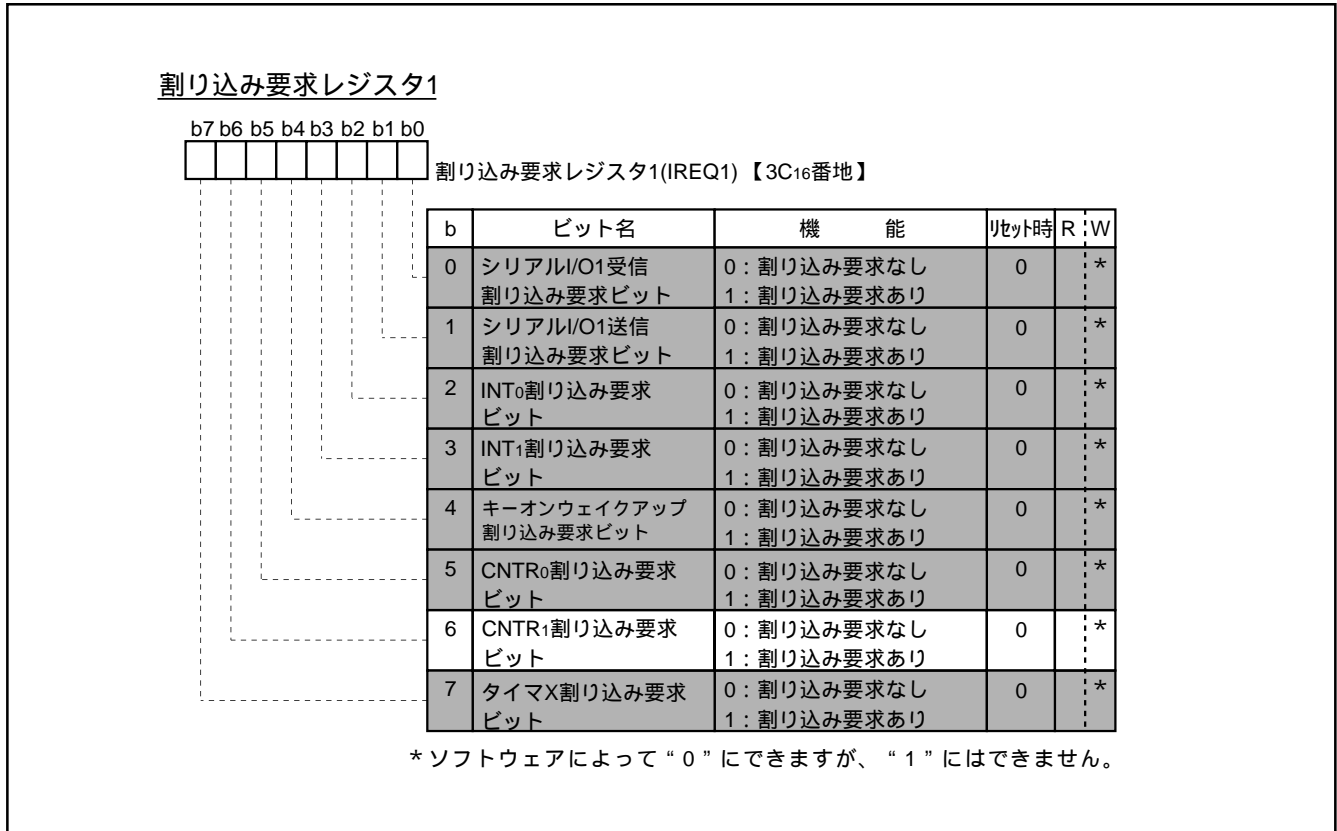 割り込み要求レジスタ1
b7 b6 b5 b4 b3 b2 b1 b0
割り込み要求レジスタ1(IREQ1)【3C16番地】
b ビット名 機 能 リセット時 R W
0 シリアルI/O1受信 0：割り込み要求なし 0 *
割り込み要求ビット 1：割り込み要求あり
1 シリアルI/O1送信 0：割り込み要求なし 0 *
割り込み要求ビット 1：割り込み要求あり
2 INT0割り込み要求 0：割り込み要求なし 0 *
ビット 1：割り込み要求あり
3 INT1割り込み要求 0：割り込み要求なし 0 *
ビット 1：割り込み要求あり
4 キーオンウェイクアップ 0：割り込み要求なし 0 *
割り込み要求ビット 1：割り込み要求あり
5 CNTR0割り込み要求 0：割り込み要求なし 0 *
ビット 1：割り込み要求あり
6 CNTR1割り込み要求 0：割り込み要求なし 0 *
ビット 1：割り込み要求あり
7 タイマX割り込み要求 0：割り込み要求なし 0 *
ビット 1：割り込み要求あり
*ソフトウェアによって“0”にできますが、“1”にはできません。